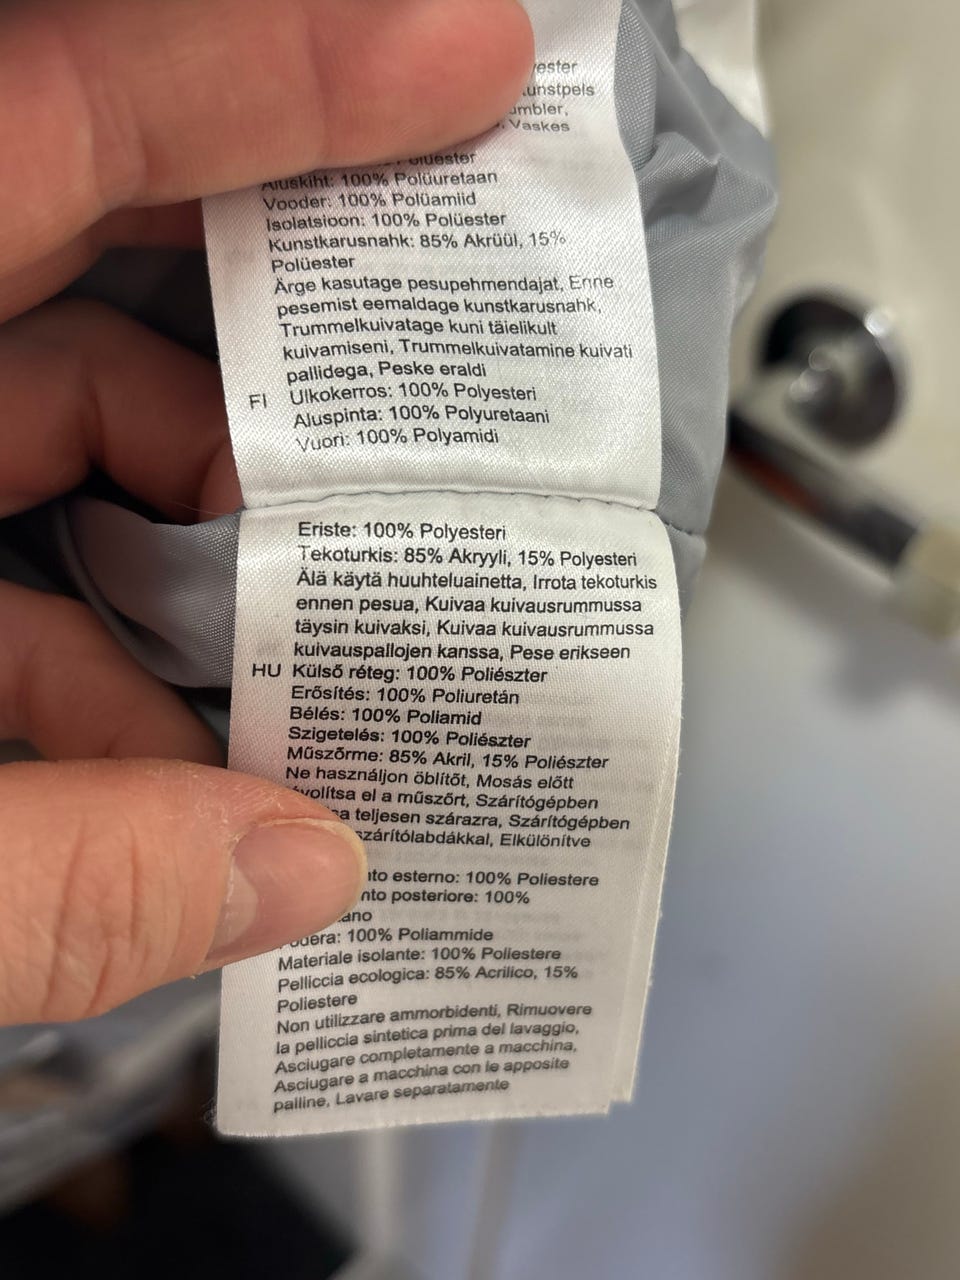 Aluskiht: 100% Polüuretaan
Vooder: 100% Polüamiid
Isolatsioon: 100% Polüester
Kunstkarusnahk: 85% Akrüül, 15%
Polüester
Ärge kasutage pesupehmendajat, Enne
pesemist eemaldage kunstkarusnahk,
Trummelkuivatage kuni täielikult
kuivamiseni, Trummelkuivatamine kuivati
pallidega, Peske eraldi
FI Ulkokerros: 100% Polyesteri
Aluspinta: 100% Polyuretaani
Vuori: 100% Polyamidi
Eriste: 100% Polyesteri
Tekoturkis: 85% Akryyli, 15% Polyesteri
Älä käytä huuhteluainetta, Irrota tekoturkis
ennen pesua, Kuivaa kuivausrummussa
täysin kuivaksi, Kuivaa kuivausrummussa
kuivauspallojen kanssa, Pese erikseen
HU Külső réteg: 100% Poliészter
Erősítés: 100% Poliuretán
Bélés: 100% Poliamid
Szigetelés: 100% Poliészter
Műszőrme: 85% Akril, 15% Poliészter
Ne használjon öblítőt, Mosás előtt
el a műszőrt, Szárítógépben
teljesen szárazra, Szárítógépben
szárítólabdákkal, Elkülönítve
esterno: 100% Poliestere
posteriore: 100%
100% Poliammide
Materiale isolante: 100% Poliestere
Pelliccia ecologica: 85% Acrilico, 15%
Poliestere
Non utilizzare ammorbidenti, Rimuovere
la pelliccia sintetica prima del lavaggio,
Asciugare completamente a macchina,
Asciugare a macchina con le apposite
palline, Lavare separatamente